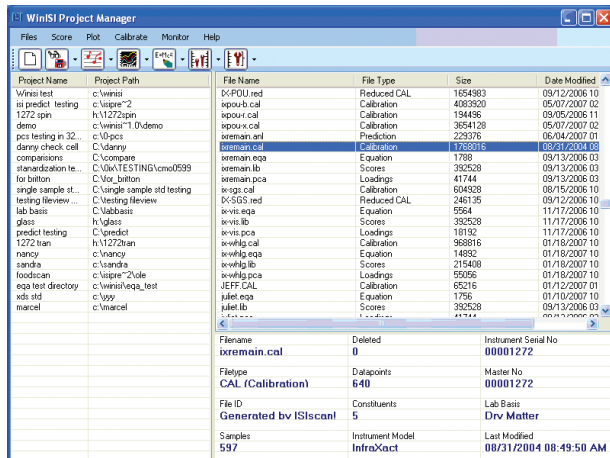 WinISI Project Manager
Files Score Plot Calibrate Monitor Help
E=Mc²
Project Name Project Path
Winisi test c:\winisi
isi predict testing c:\isipre~2
1272 spin h:\1272spin
demo c:\winisi~1.0\demo
pcs testing in 32... c:\0-pcs
danny check cell C:\danny
comparisions C:\compare
stanardization te... C:\0ix\TESTING\cmo0599
for britton C:\for_britton
single sample st... C:\single sample std testing
testing fileview ... C:\testing fileview
lab basis C:\labbasis
glass h:\glass
predict testing C:\predict
1272 tran h:\1272tran
nancy c:\nancy
sandra c:\sandra
foodscan c:\isipre~2\ole
eqa test directory c:\winisi\eqa_test
xds std c:\yyy
marcel c:\marcel
File Name File Type Size Date Modified
IX-POU.red Reduced CAL 1654983 09/12/2006 10
ixpou-b.cal Calibration 4083920 05/07/2007 02
ixpou-r.cal Calibration 194496 09/05/2006 11
ixpou-x.cal Calibration 3654128 05/07/2007 02
ixremain.anl Prediction 229376 06/04/2007 01
ixremain.cal Calibration 1768016 08/31/2004 08
ixremain.eqa Equation 1788 09/13/2006 03
ixremain.lib Scores 392528 09/13/2006 03
ixremain.pca Loadings 41744 09/13/2006 03
ix-sgs.cal Calibration 604928 08/15/2006 10
IX-SGS.red Reduced CAL 246135 09/12/2006 10
ix-vis.eqa Equation 5564 11/17/2006 10
ix-vis.lib Scores 392528 11/17/2006 10
ix-vis.pca Loadings 18192 11/17/2006 10
ix-whlg.cal Calibration 968816 01/18/2007 10
ix-whlg.eqa Equation 14892 01/18/2007 10
ix-whlg.lib Scores 215408 01/18/2007 10
ix-whlg.pca Loadings 55056 01/18/2007 10
JEFF.CAL Calibration 65216 01/12/2007 01
juliet.eqa Equation 1756 01/10/2007 10
juliet.lib Scores 392528 09/13/2006 03
Filename Deleted Instrument Serial No
ixremain.cal 0 00001272
Filetype Datapoints Master No
CAL (Calibration) 640 00001272
File ID Constituents Lab Basis
Generated by ISIscan! 5 Dry Matter
Samples Instrument Model Last Modified
597 InfraXact 08/31/2004 08:49:50 AM